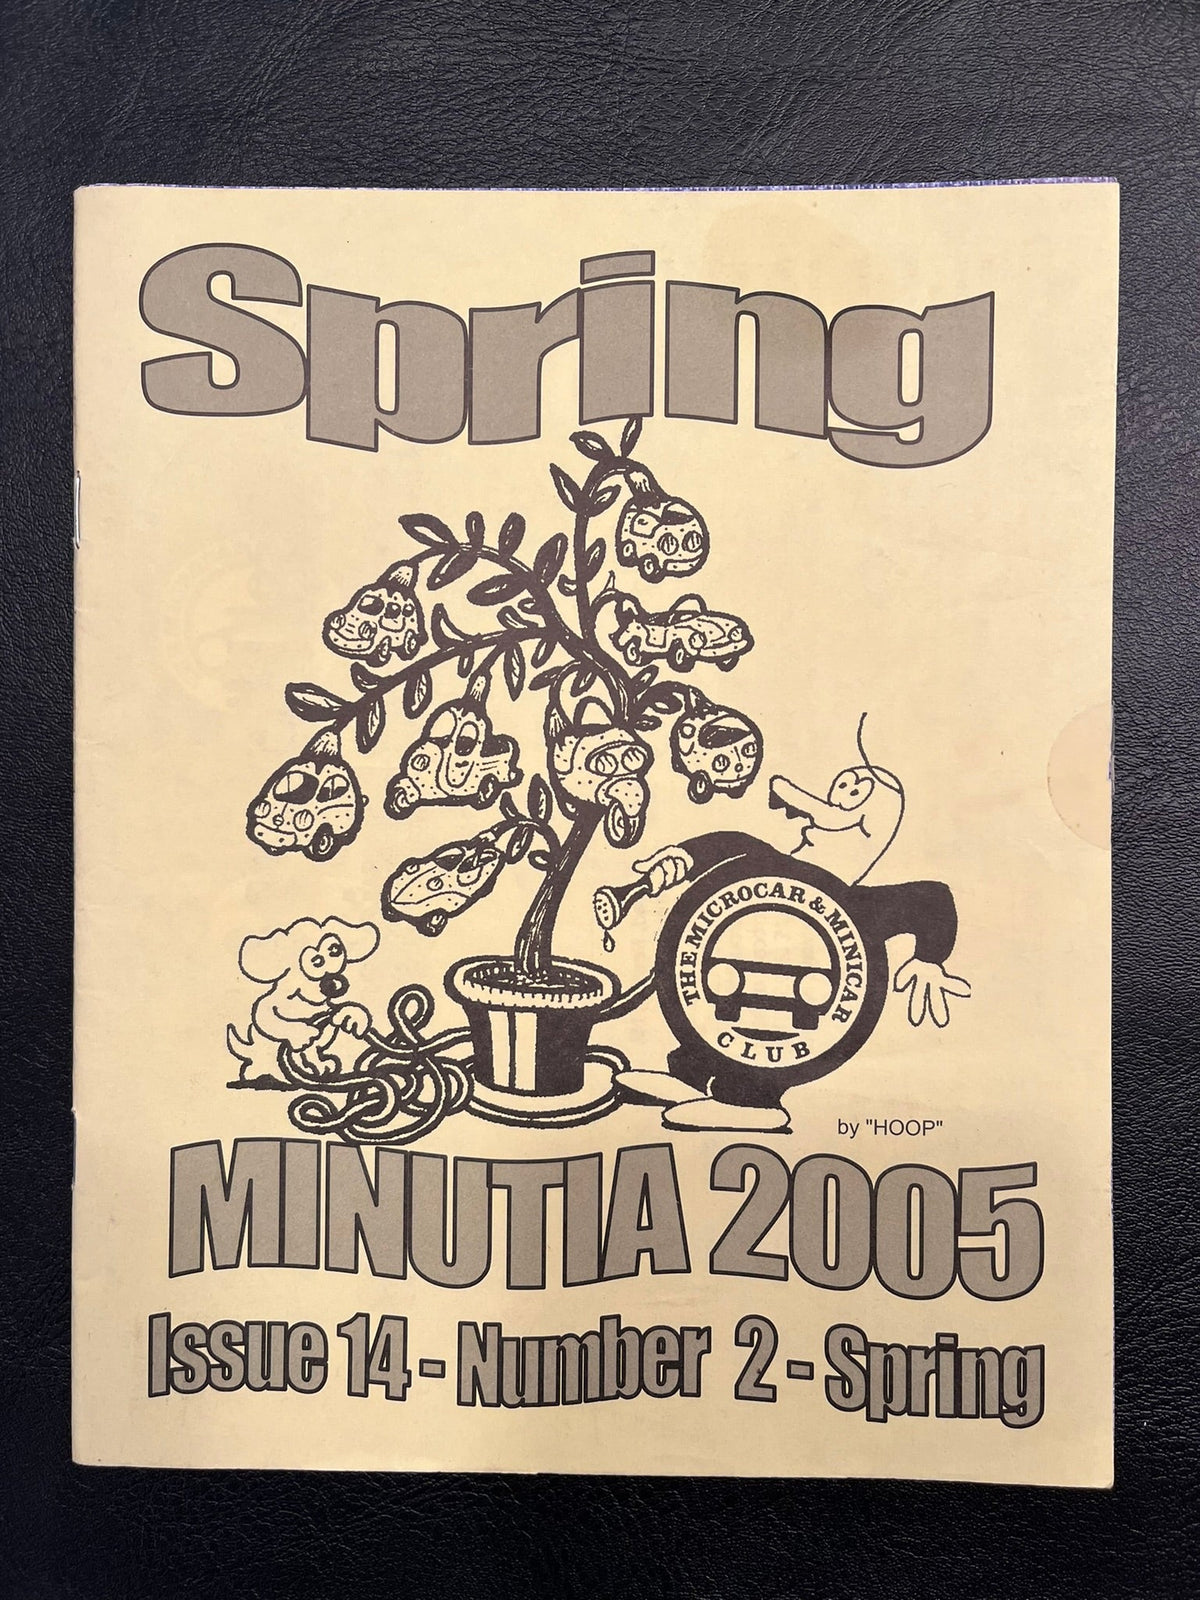 Spring
THE MICROCAR & MINICAR
CLUB
by "HOOP"
MINUTIA 2005
Issue 14 - Number 2 - Spring